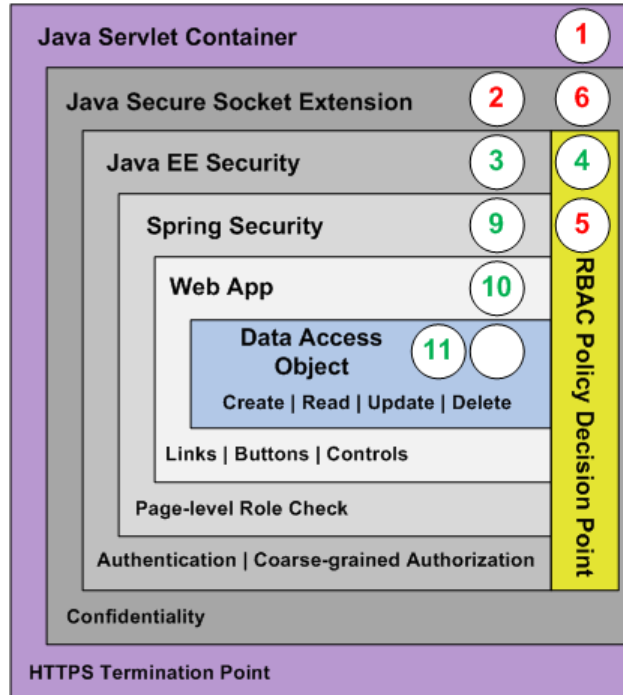 Java Servlet Container 1
Java Secure Socket Extension 2 6
Java EE Security 3 4
Spring Security 9 5
Web App 10
Data Access 11
Object
Create | Read | Update | Delete
Links | Buttons | Controls
Page-level Role Check
Authentication | Coarse-grained Authorization
Confidentiality
HTTPS Termination Point
RBAC Policy Decision Point